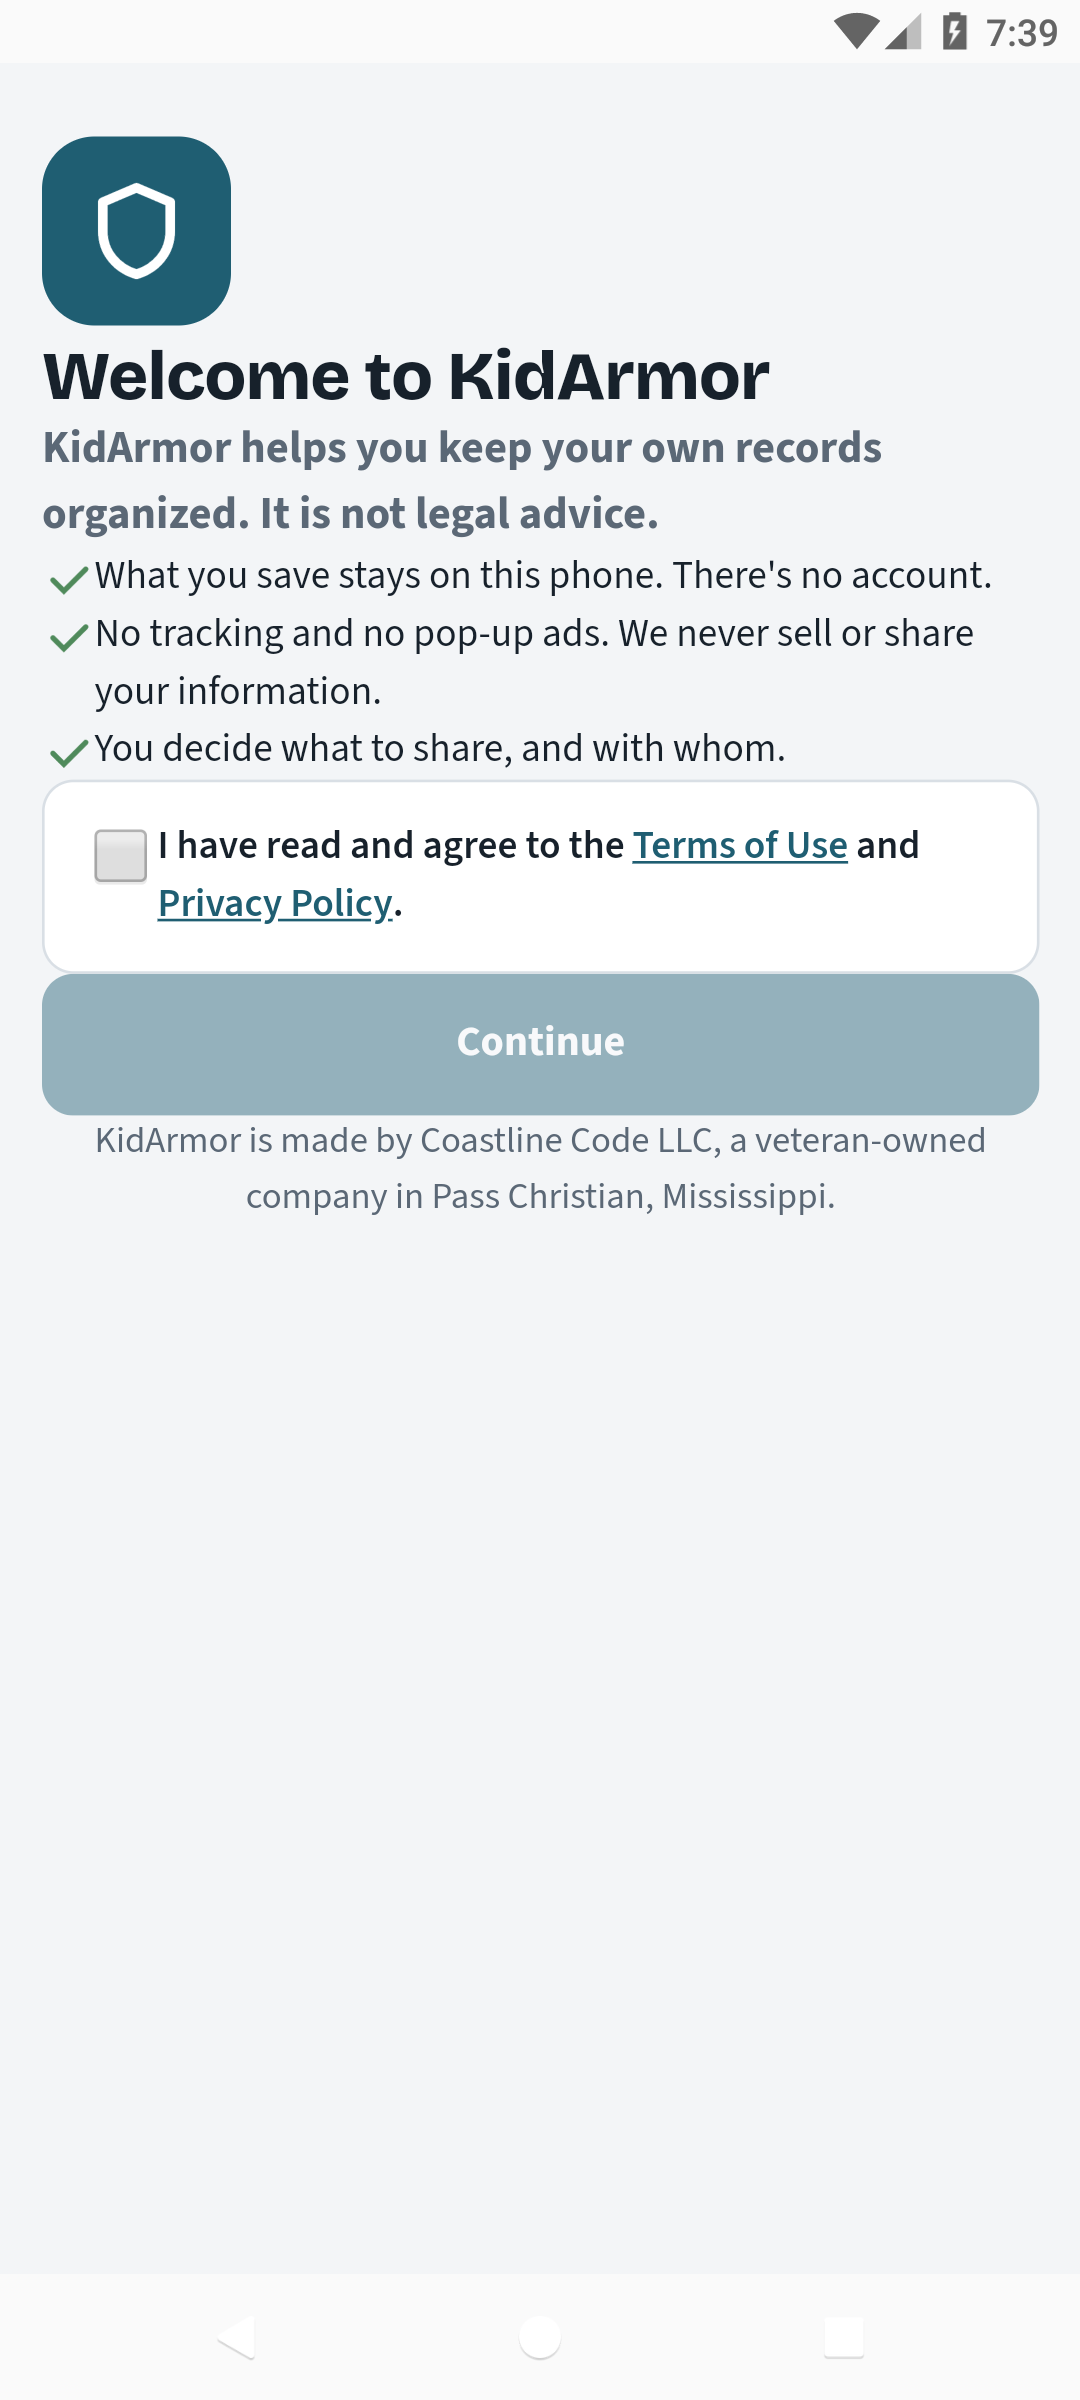 7:39
Welcome to KidArmor
KidArmor helps you keep your own records
organized. It is not legal advice.
What you save stays on this phone. There's no account.
No tracking and no pop-up ads. We never sell or share
your information.
You decide what to share, and with whom.
I have read and agree to the Terms of Use and
Privacy Policy.
Continue
KidArmor is made by Coastline Code LLC, a veteran-owned
company in Pass Christian, Mississippi.